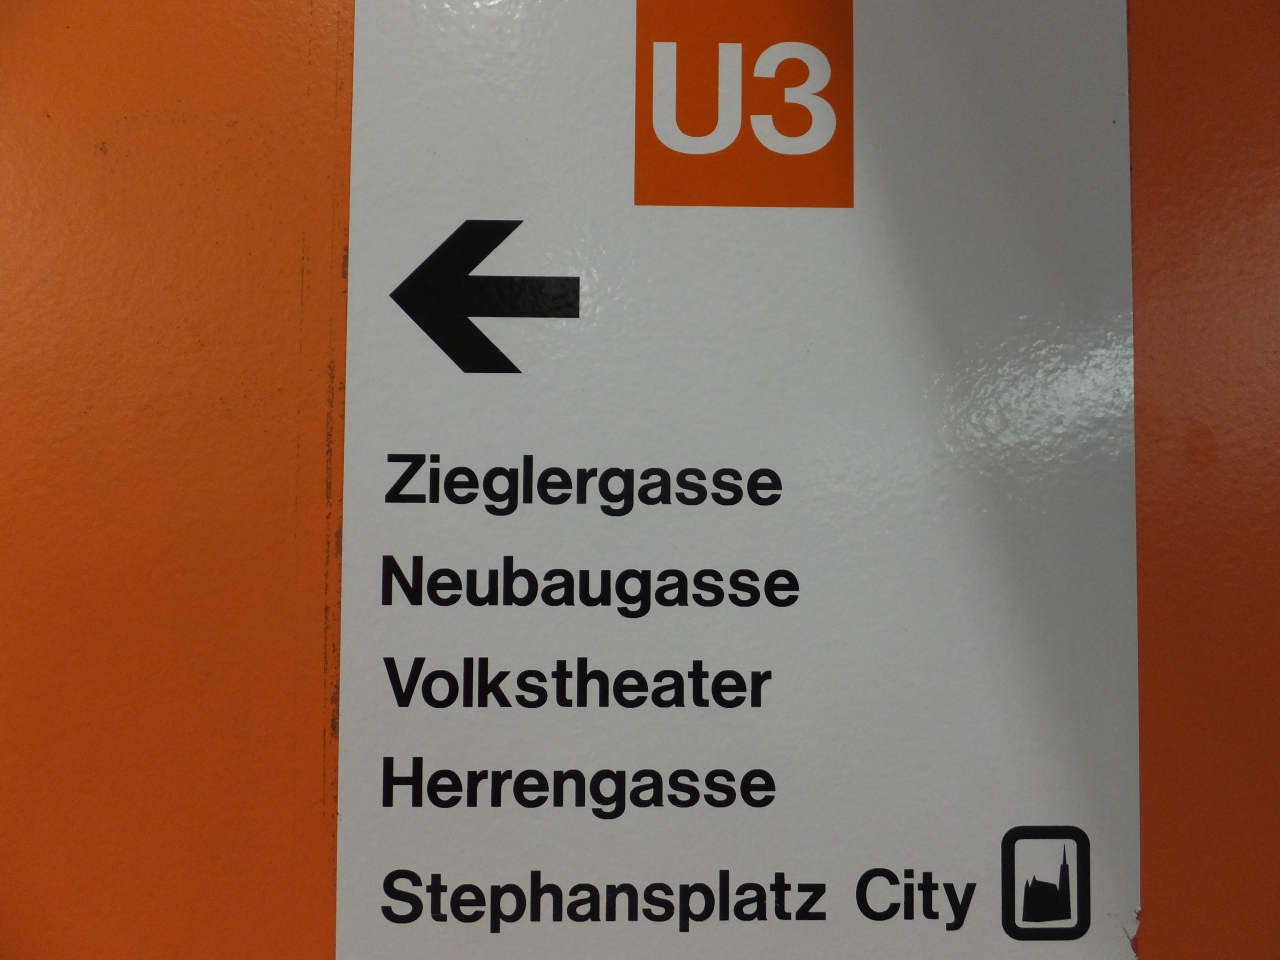 U3
Zieglergasse
Neubaugasse
Volkstheater
Herrengasse
Stephansplatz City